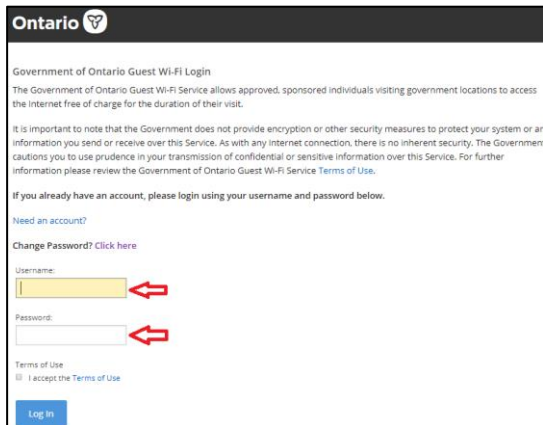 Ontario
Government of Ontario Guest Wi-Fi Login
The Government of Ontario Guest Wi-Fi Service allows approved, sponsored individuals visiting government locations to access
the Internet free of charge for the duration of their visit.
It is important to note that the Government does not provide encryption or other security measures to protect your system or
information you send or receive over this Service. As with any Internet connection, there is no inherent security. The Government
cautions you to use prudence in your transmission of confidential or sensitive information over this Service. For further
information please review the Government of Ontario Guest Wi-Fi Service Terms of Use.
If you already have an account, please login using your username and password below.
Need an account?
Change Password? Click here
Username:
Password:
Terms of Use
I accept the Terms of Use
Log In